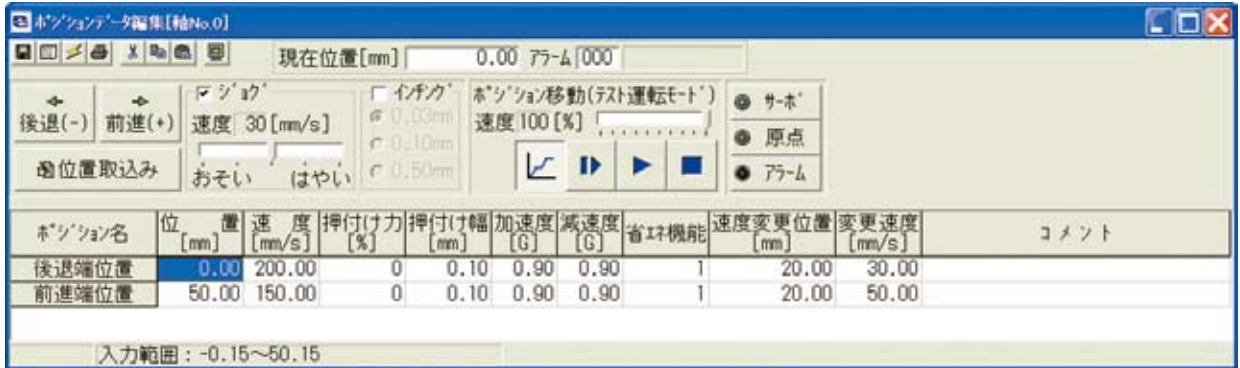 ﾎﾟｼﾞｼｮﾝﾃﾞｰﾀ編集[軸No.0]
現在位置[mm] 0.00 ｱﾗｰﾑ 000
後退(-) 前進(+)
位置取込み
ｼﾞｮｸﾞ
速度 30[mm/s]
おそい はやい
ｲﾝﾁﾝｸﾞ
0.03mm
0.10mm
0.50mm
ﾎﾟｼﾞｼｮﾝ移動(ﾃｽﾄ運転ﾓｰﾄﾞ)
速度 100 [%]
ｻｰﾎﾞ
原点
ｱﾗｰﾑ
ﾎﾟｼﾞｼｮﾝ名 位置[mm] 速度[mm/s] 押付け力[%] 押付け幅[mm] 加速度[G] 減速度[G] 省ｴﾈ機能 速度変更位置[mm] 変更速度[mm/s] コメント
後退端位置 0.00 200.00 0 0.10 0.90 0.90 1 20.00 30.00
前進端位置 50.00 150.00 0 0.10 0.90 0.90 1 20.00 50.00
入力範囲：-0.15～50.15